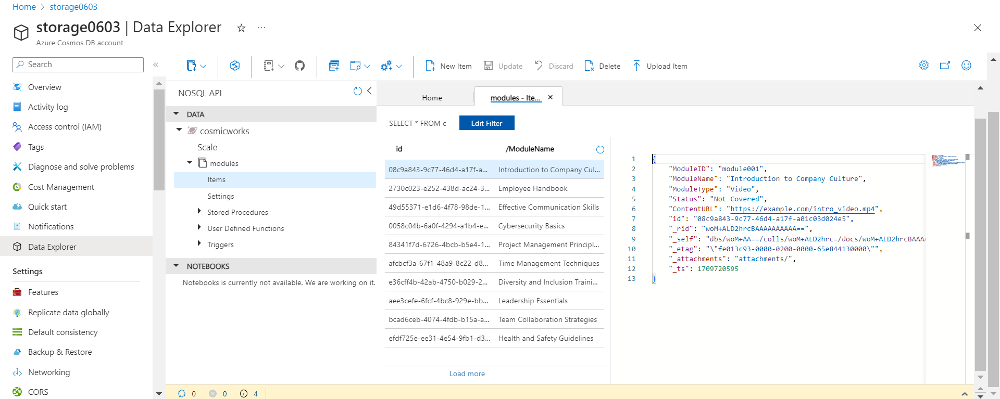 Home > storage0603
storage0603 | Data Explorer
Azure Cosmos DB account
Search
Overview
Activity log
Access control (IAM)
Tags
Diagnose and solve problems
Cost Management
Quick start
Notifications
Data Explorer
Settings
Features
Replicate data globally
Default consistency
Backup & Restore
Networking
CORS
New Item
Update
Discard
Delete
Upload Item
NOSQL API
DATA
cosmicworks
Scale
modules
Items
Settings
Stored Procedures
User Defined Functions
Triggers
NOTEBOOKS
Notebooks is currently not available. We are working on it.
Home
modules - Ite...
SELECT * FROM c
Edit Filter
id /ModuleName
08c9a843-9c77-46d4-a17f-a... Introduction to Company Cul...
2730c023-e252-438d-ac24-3... Employee Handbook
49d55371-e1d6-4f78-98de-1... Effective Communication Skills
0058c04b-6a0f-4294-a1b4-e... Cybersecurity Basics
84341f7d-6726-4bcb-b5e4-1... Project Management Principl...
afcbcf3a-67f1-48a9-8c22-d8... Time Management Techniques
e36cff4b-42ab-4750-b029-2... Diversity and Inclusion Traini...
aee3cefe-6fcf-4bc8-929e-bb... Leadership Essentials
bcad6ceb-4074-4fdb-b15a-a... Team Collaboration Strategies
efdf725e-ee31-4e54-9fb1-d3... Health and Safety Guidelines
Load more
1 {
2 "ModuleID": "module001",
3 "ModuleName": "Introduction to Company Culture",
4 "ModuleType": "Video",
5 "Status": "Not Covered",
6 "ContentURL": "https://example.com/intro_video.mp4",
7 "id": "08c9a843-9c77-46d4-a17f-a01c03d024e5",
8 "_rid": "woM+ALD2hrcBAAAAAAAAAA==",
9 "_self": "dbs/woM+AA==/colls/woM+ALD2hrc=/docs/woM+ALD2hrcBAAA
10 "_etag": "\"fe013c93-0000-0200-0000-65e844130000\"",
11 "_attachments": "attachments/",
12 "_ts": 1709720595
13 }
0 0 4